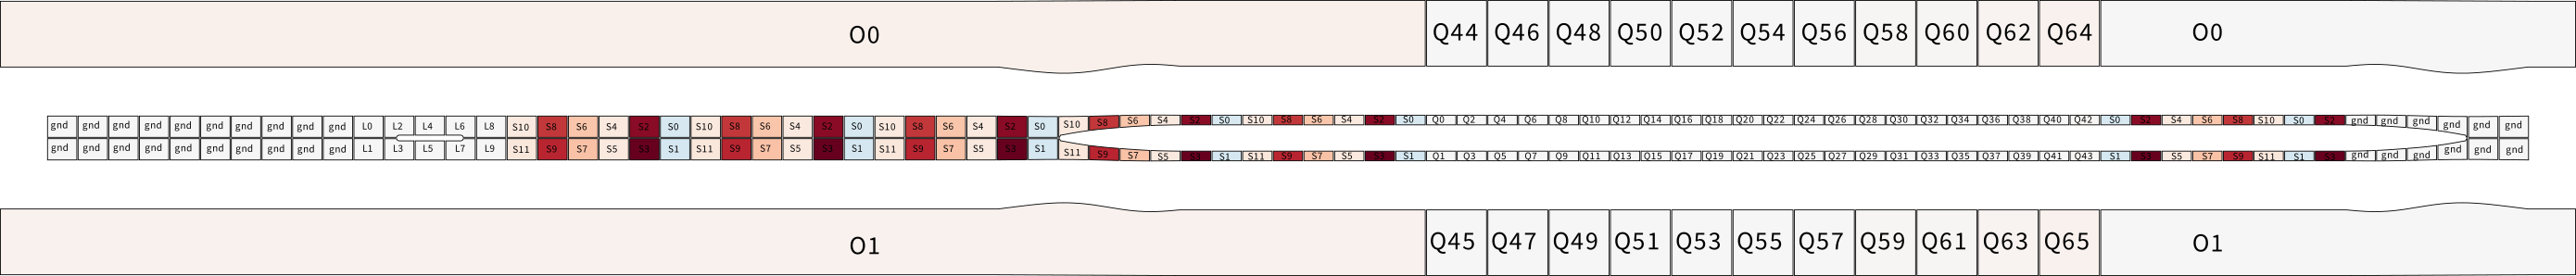 O0 Q44 Q46 Q48 Q50 Q52 Q54 Q56 Q58 Q60 Q62 Q64 O0
gnd gnd gnd gnd gnd gnd gnd gnd gnd gnd L0 L2 L4 L6 L8 S10 S8 S6 S4 S2 S0 S10 S8 S6 S4 S2 S0 S10 S8 S6 S4 S2 S0 S10 S8 S6 S4 S2 S0 S10 S8 S6 S4 S2 S0 Q0 Q2 Q4 Q6 Q8 Q10 Q12 Q14 Q16 Q18 Q20 Q22 Q24 Q26 Q28 Q30 Q32 Q34 Q36 Q38 Q40 Q42 S0 S2 S4 S6 S8 S10 S0 S2 gnd gnd gnd gnd gnd gnd
gnd gnd gnd gnd gnd gnd gnd gnd gnd gnd L1 L3 L5 L7 L9 S11 S9 S7 S5 S3 S1 S11 S9 S7 S5 S3 S1 S11 S9 S7 S5 S3 S1 S11 S9 S7 S5 S3 S1 S11 S9 S7 S5 S3 S1 Q1 Q3 Q5 Q7 Q9 Q11 Q13 Q15 Q17 Q19 Q21 Q23 Q25 Q27 Q29 Q31 Q33 Q35 Q37 Q39 Q41 Q43 S1 S3 S5 S7 S9 S11 S1 S3 gnd gnd gnd gnd gnd gnd
O1 Q45 Q47 Q49 Q51 Q53 Q55 Q57 Q59 Q61 Q63 Q65 O1